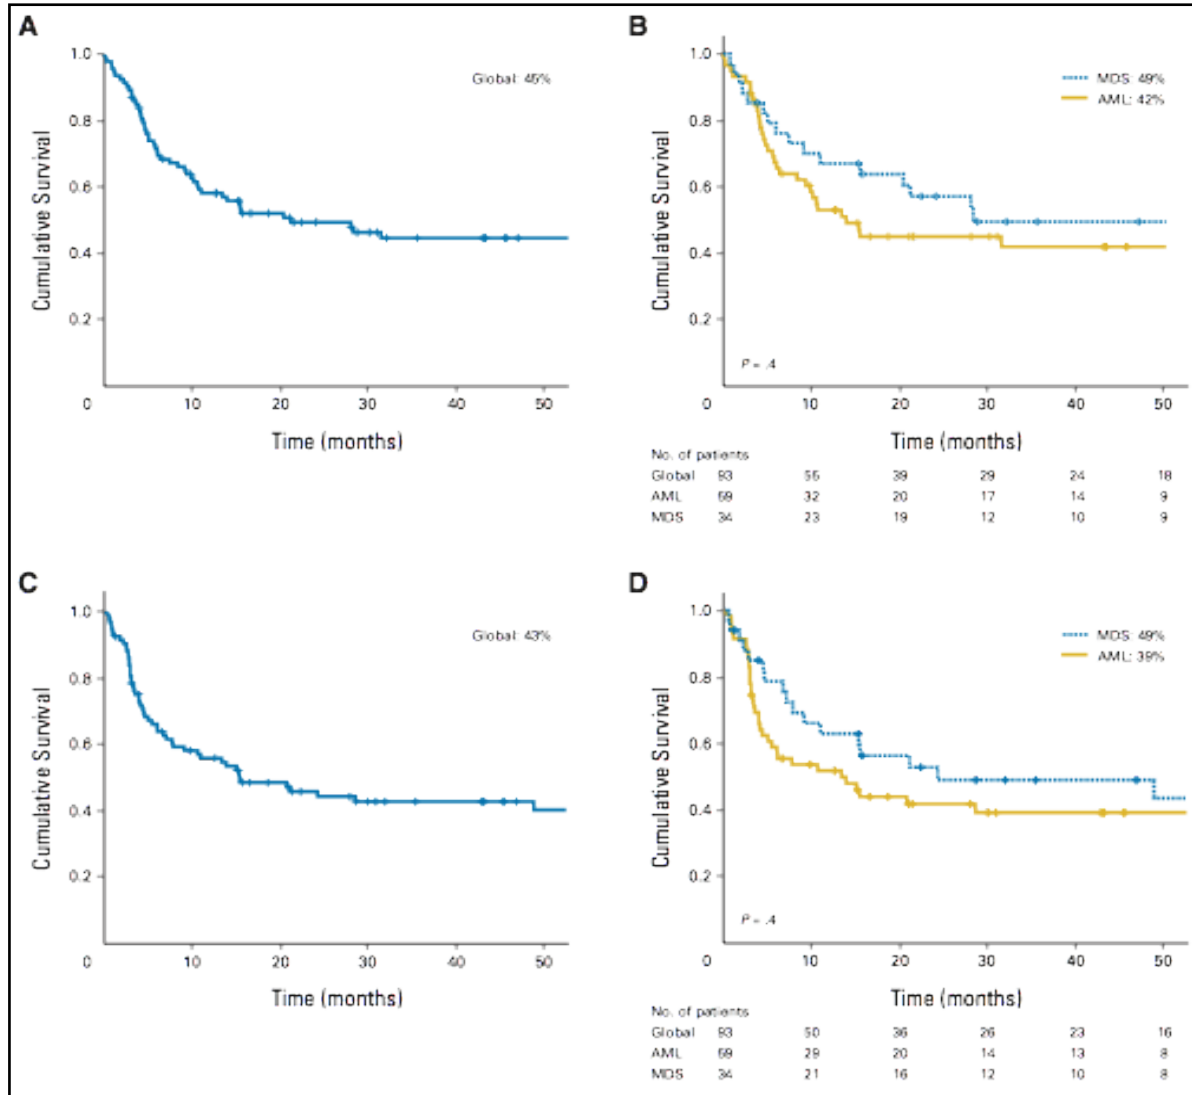 A
1.0
0.8
0.6
0.4
0.2
0 10 20 30 40 50
Cumulative Survival
Time (months)
Global: 45%
B
1.0
0.8
0.6
0.4
0.2
0 10 20 30 40 50
Cumulative Survival
Time (months)
MDS: 49%
AML: 42%
P = .4
No. of patients
Global 93 55 39 29 24 18
AML 59 32 20 17 14 9
MDS 34 23 19 12 10 9
C
1.0
0.8
0.6
0.4
0.2
0 10 20 30 40 50
Cumulative Survival
Time (months)
Global: 43%
D
1.0
0.8
0.6
0.4
0.2
0 10 20 30 40 50
Cumulative Survival
Time (months)
MDS: 49%
AML: 39%
P = .4
No. of patients
Global 93 50 36 26 23 16
AML 59 29 20 14 13 8
MDS 34 21 16 12 10 8